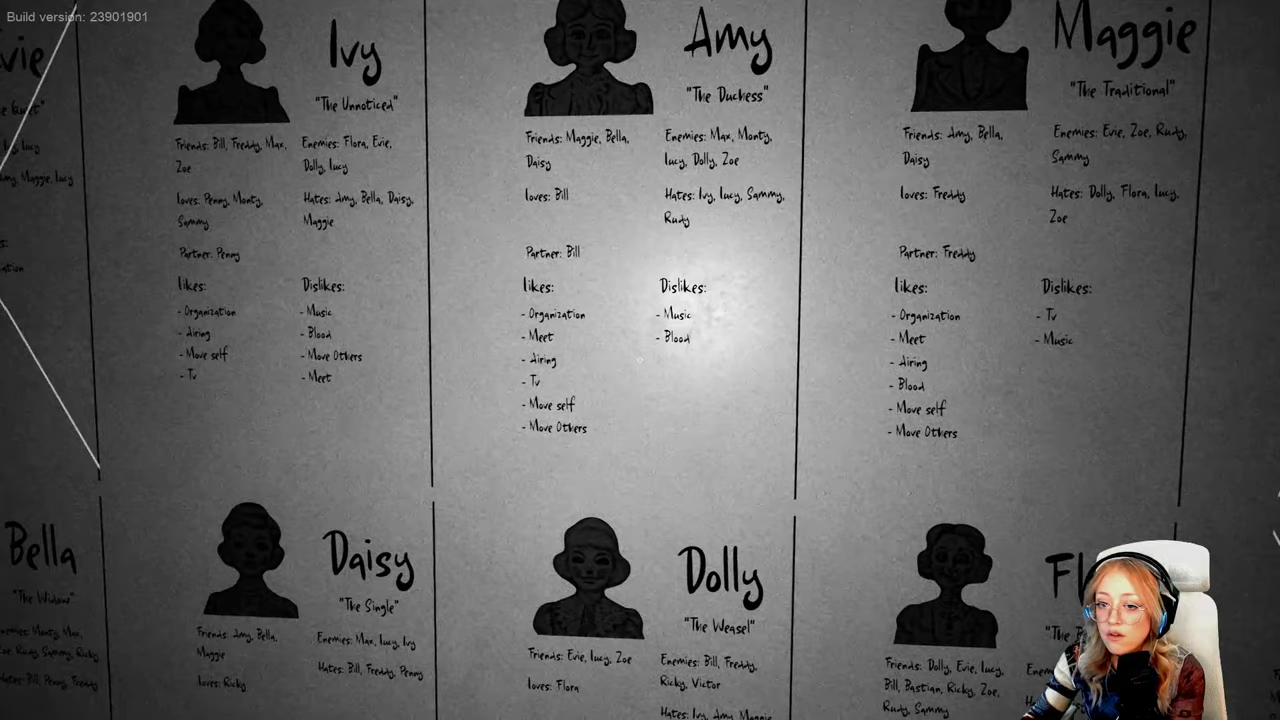 Build version: 23901901
Ivy
"The Unnoticed"
Friends: Bill, Freddy, Max,
Zoe
Enemies: Flora, Evie,
Dolly, Lucy
Loves: Penny, Monty,
Sammy
Hates: Amy, Bella, Daisy,
Maggie
Partner: Penny
Likes:
- Organization
- Airing
- Move self
- Tv
Dislikes:
- Music
- Blood
- Move Others
- Meet
Amy
"The Duchess"
Friends: Maggie, Bella,
Daisy
Enemies: Max, Monty,
Lucy, Dolly, Zoe
Loves: Bill
Hates: Ivy, Lucy, Sammy,
Rudy
Partner: Bill
Likes:
- Organization
- Meet
- Airing
- Tv
- Move self
- Move Others
Dislikes:
- Music
- Blood
Maggie
"The Traditional"
Friends: Amy, Bella,
Daisy
Enemies: Evie, Zoe, Rudy,
Sammy
Loves: Freddy
Hates: Dolly, Flora, Lucy,
Zoe
Partner: Freddy
Likes:
- Organization
- Meet
- Airing
- Blood
- Move self
- Move Others
Dislikes:
- Tv
- Music
Bella
"The Widow"
Daisy
"The Single"
Friends: Amy, Bella,
Maggie
Enemies: Max, Lucy, Ivy
Loves: Ricky
Hates: Bill, Freddy, Penny
Dolly
"The Weasel"
Friends: Evie, Lucy, Zoe
Enemies: Bill, Freddy,
Ricky, Victor
Loves: Flora
Hates: Ivy, Amy, Maggie
Fl
"The
Friends: Dolly, Evie, Lucy,
Bill, Bastian, Ricky, Zoe,
Rudy, Sammy